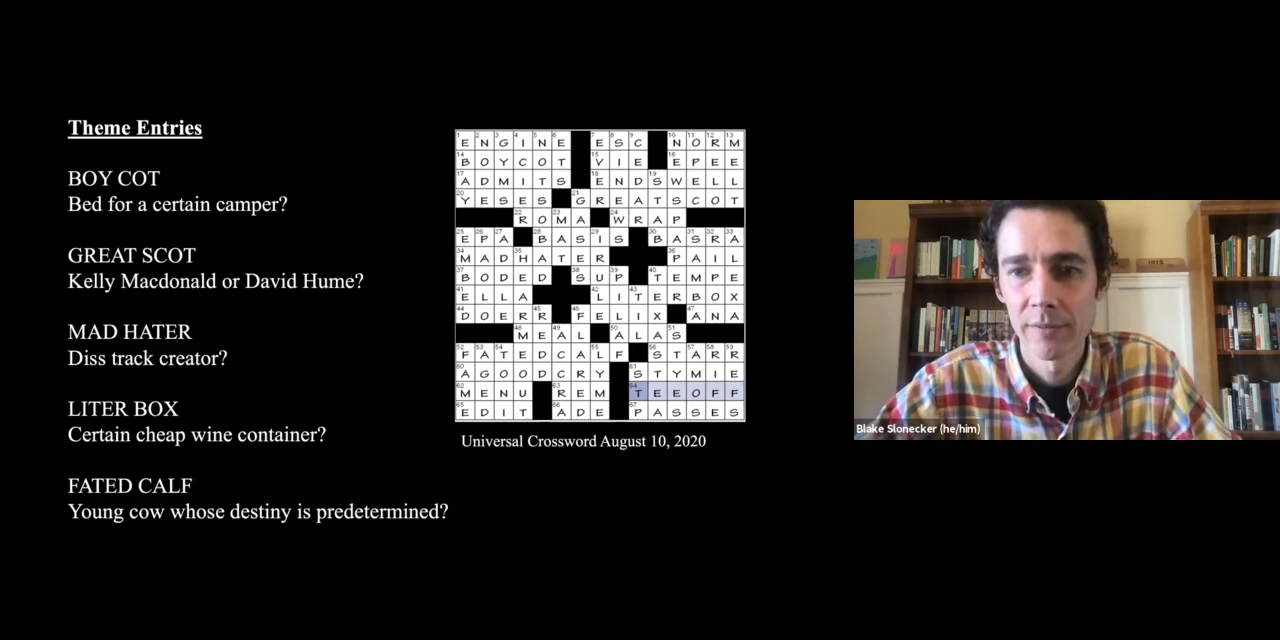 Theme Entries
BOY COT
Bed for a certain camper?
GREAT SCOT
Kelly Macdonald or David Hume?
MAD HATER
Diss track creator?
LITER BOX
Certain cheap wine container?
FATED CALF
Young cow whose destiny is predetermined?
ENGINE ESC NORM
BOYCOT VIE EPEE
ADMITS ENDSWELL
YESES GREATSCOT
ROMA WRAP
EPA BASIS BASRA
MADHATER PAIL
BODED SUP TEMPE
ELLA LITERBOX
DOERR FELIX ANA
MEAL ALAS
FATEDCALF STARR
AGOODCRY STYMIE
MENU REM TEEOFF
EDIT ADE PASSES
Universal Crossword August 10, 2020
Blake Slonecker (he/him)